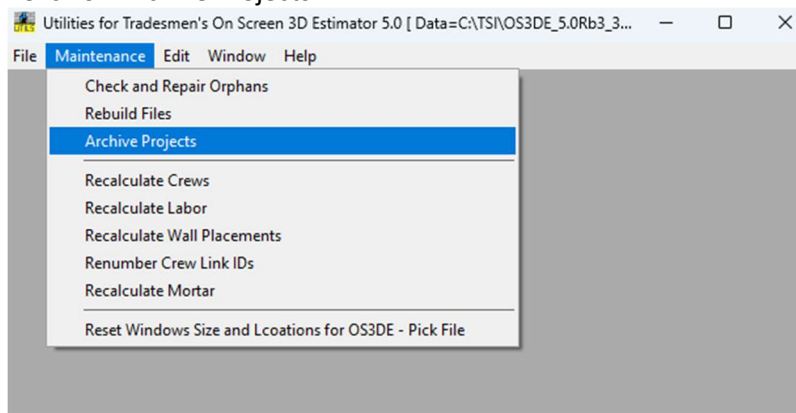 Utilities for Tradesmen's On Screen 3D Estimator 5.0 [ Data=C:\TSI\OS3DE_5.0Rb3_3...
File Maintenance Edit Window Help
Check and Repair Orphans
Rebuild Files
Archive Projects
Recalculate Crews
Recalculate Labor
Recalculate Wall Placements
Renumber Crew Link IDs
Recalculate Mortar
Reset Windows Size and Lcoations for OS3DE - Pick File